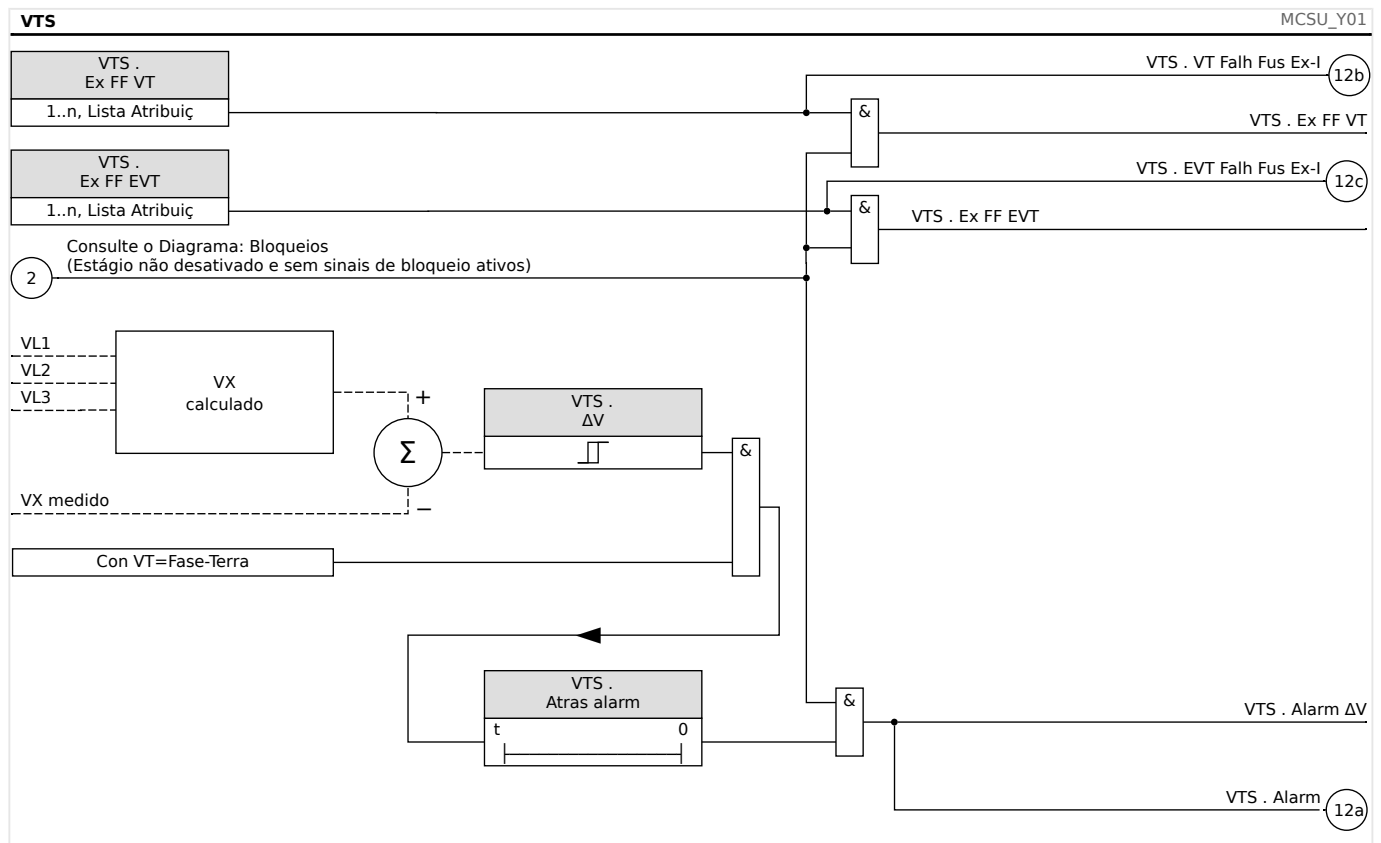 VTS
MCSU_Y01
VTS .
Ex FF VT
1..n, Lista Atribuiç
VTS . VT Falh Fus Ex-I
12b
&
VTS . Ex FF VT
VTS .
Ex FF EVT
1..n, Lista Atribuiç
VTS . EVT Falh Fus Ex-I
12c
&
VTS . Ex FF EVT
Consulte o Diagrama: Bloqueios
(Estágio não desativado e sem sinais de bloqueio ativos)
2
VL1
VL2
VL3
VX
calculado
+
Σ
−
VTS .
ΔV
&
VX medido
Con VT=Fase-Terra
VTS .
Atras alarm
t
0
&
VTS . Alarm ΔV
VTS . Alarm
12a